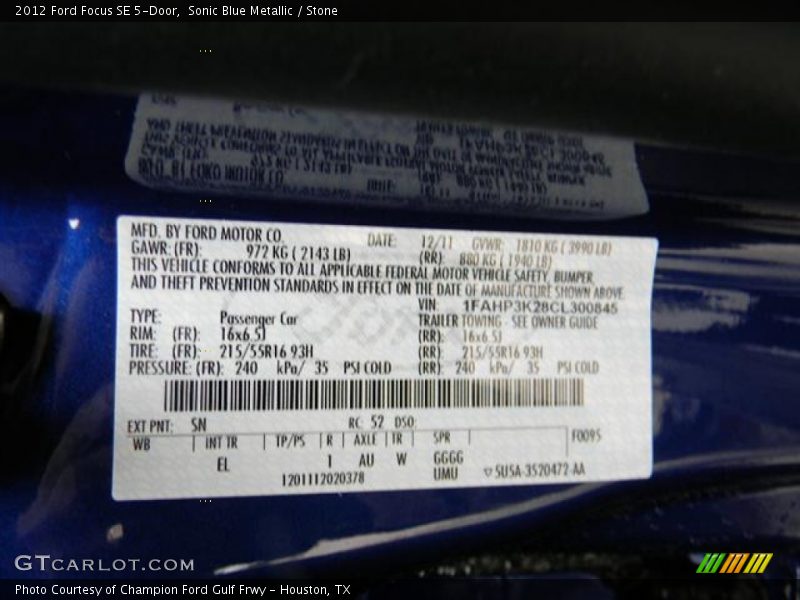 2012 Ford Focus SE 5-Door, Sonic Blue Metallic / Stone
MFD. BY FORD MOTOR CO. DATE: 12/11 GVWR: 1810 KG ( 3990 LB)
GAWR: (FR): 972 KG ( 2143 LB) (RR): 880 KG ( 1940 LB)
THIS VEHICLE CONFORMS TO ALL APPLICABLE FEDERAL MOTOR VEHICLE SAFETY, BUMPER,
AND THEFT PREVENTION STANDARDS IN EFFECT ON THE DATE OF MANUFACTURE SHOWN ABOVE.
VIN: 1FAHP3K28CL300845
TYPE: Passenger Car TRAILER TOWING - SEE OWNER GUIDE
RIM: (FR): 16x6.5J (RR): 16x6.5J
TIRE: (FR): 215/55R16 93H (RR): 215/55R16 93H
PRESSURE: (FR): 240 kPa/ 35 PSI COLD (RR): 240 kPa/ 35 PSI COLD
EXT PNT: SN RC: 52 DSO:
WB INT TR TP/PS R AXLE TR SPR F0095
EL 1 AU W GGGG
1201112020378 UMU 5U5A-3520472-AA
GTCARLOT.COM
Photo Courtesy of Champion Ford Gulf Frwy - Houston, TX